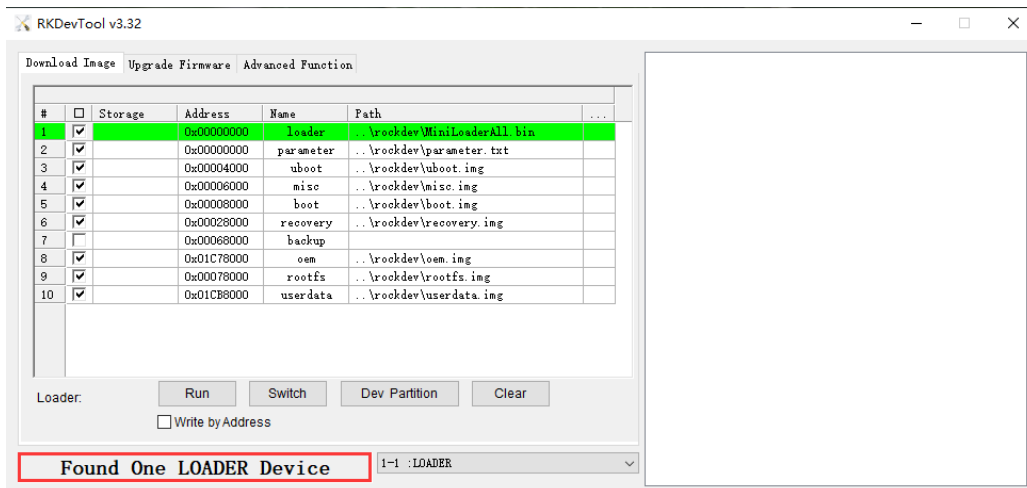 RKDevTool v3.32
Download Image Upgrade Firmware Advanced Function
# Storage Address Name Path ...
1 0x00000000 loader ..\rockdev\MiniLoaderAll.bin
2 0x00000000 parameter ..\rockdev\parameter.txt
3 0x00004000 uboot ..\rockdev\uboot.img
4 0x00006000 misc ..\rockdev\misc.img
5 0x00008000 boot ..\rockdev\boot.img
6 0x00028000 recovery ..\rockdev\recovery.img
7 0x00068000 backup
8 0x01C78000 oem ..\rockdev\oem.img
9 0x00078000 rootfs ..\rockdev\rootfs.img
10 0x01CB8000 userdata ..\rockdev\userdata.img
Loader: Run Switch Dev Partition Clear
Write by Address
Found One LOADER Device 1-1 :LOADER